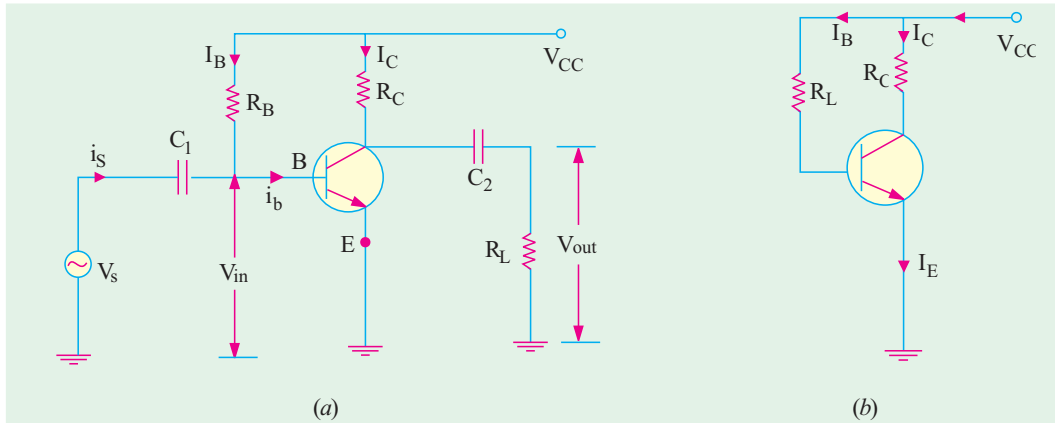 I_B
I_C
V_CC
R_B
R_C
C_1
i_S
B
i_b
C_2
E
R_L
V_out
V_s
V_in
(a)
I_B
I_C
V_CC
R_L
R_C
I_E
(b)